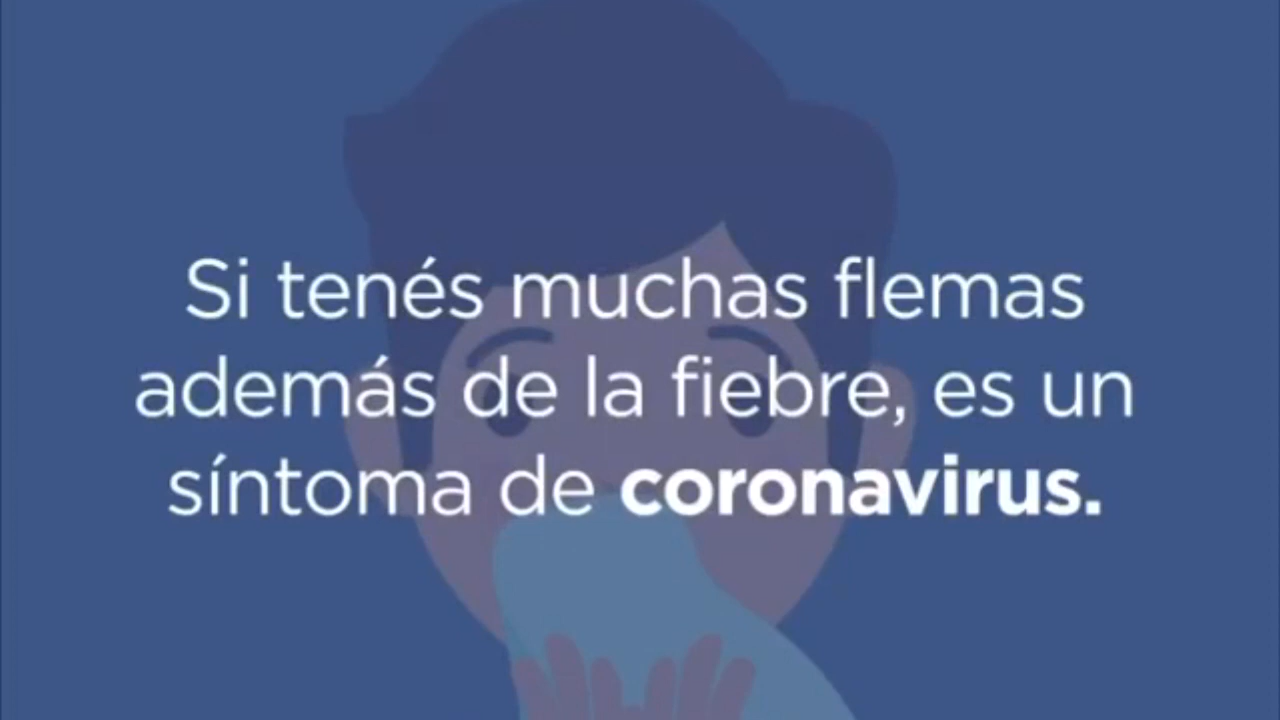 Si tenés muchas flemas
además de la fiebre, es un
síntoma de coronavirus.